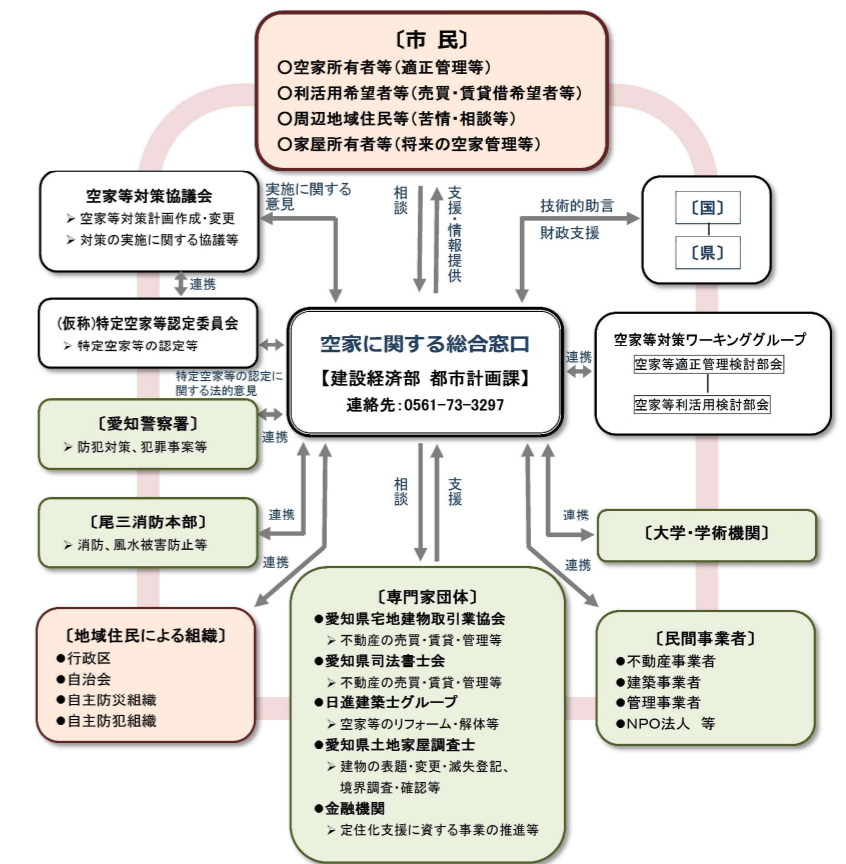 〔市 民〕
○空家所有者等(適正管理等)
○利活用希望者等(売買・賃貸借希望者等)
○周辺地域住民等(苦情・相談等)
○家屋所有者等(将来の空家管理等)
空家等対策協議会
➢ 空家等対策計画作成・変更
➢ 対策の実施に関する協議等
実施に関する
意見
相談
支援・情報提供
技術的助言
財政支援
〔国〕
〔県〕
連携
(仮称)特定空家等認定委員会
➢ 特定空家等の認定等
特定空家等の認定に
関する法的意見
空家に関する総合窓口
【建設経済部 都市計画課】
連絡先:0561-73-3297
連携
空家等対策ワーキンググループ
空家等適正管理検討部会
空家等利活用検討部会
〔愛知警察署〕
➢ 防犯対策、犯罪事案等
連携
〔尾三消防本部〕
➢ 消防、風水被害防止等
連携
連携
相談
支援
連携
連携
〔大学・学術機関〕
〔地域住民による組織〕
●行政区
●自治会
●自主防災組織
●自主防犯組織
〔専門家団体〕
●愛知県宅地建物取引業協会
➢ 不動産の売買・賃貸・管理等
●愛知県司法書士会
➢ 不動産の売買・賃貸・管理等
●日進建築士グループ
➢ 空家等のリフォーム・解体等
●愛知県土地家屋調査士
➢ 建物の表題・変更・滅失登記、
境界調査・確認等
●金融機関
➢ 定住化支援に資する事業の推進等
〔民間事業者〕
●不動産事業者
●建築事業者
●管理事業者
●NPO法人 等